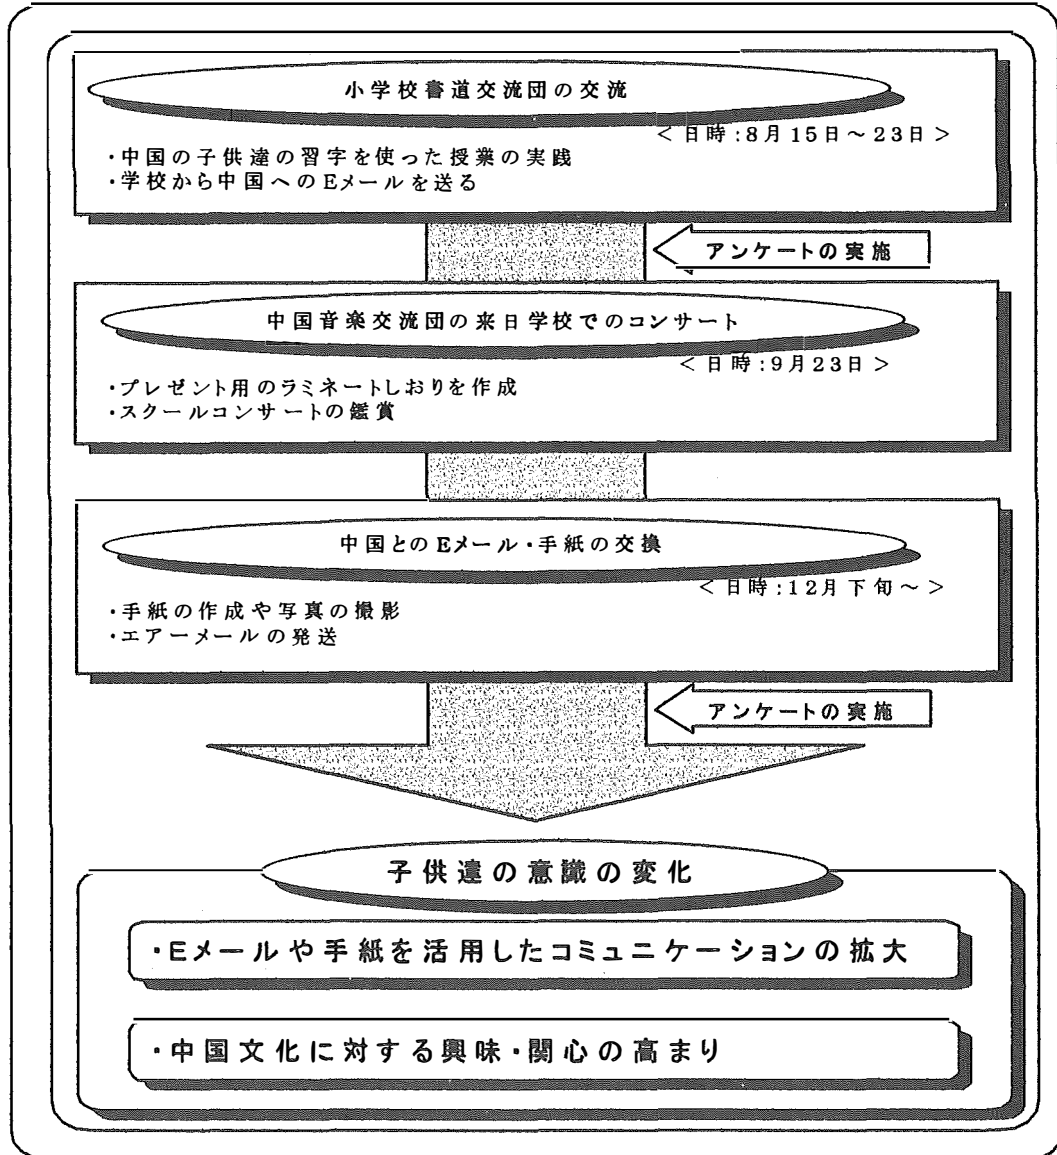 小学校書道交流団の交流
<日時:8月15日~23日>
・中国の子供達の習字を使った授業の実践
・学校から中国へのEメールを送る
アンケートの実施
中国音楽交流団の来日学校でのコンサート
<日時:9月23日>
・プレゼント用のラミネートしおりを作成
・スクールコンサートの鑑賞
中国とのEメール・手紙の交換
<日時:12月下旬~>
・手紙の作成や写真の撮影
・エアーメールの発送
アンケートの実施
子供達の意識の変化
・Eメールや手紙を活用したコミュニケーションの拡大
・中国文化に対する興味・関心の高まり